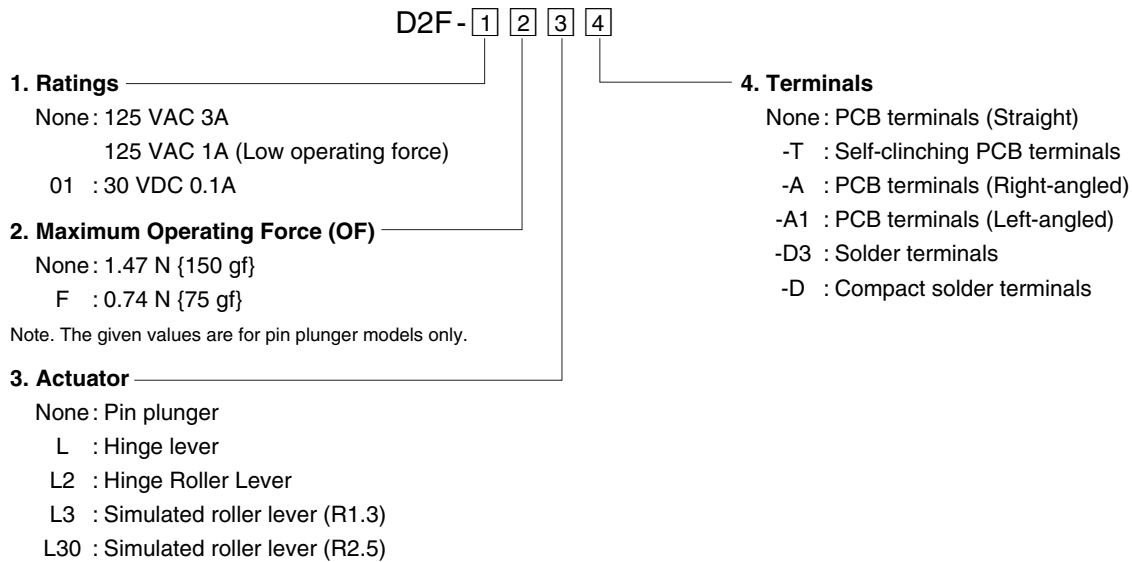 D2F-1 2 3 4
1. Ratings
None: 125 VAC 3A
125 VAC 1A (Low operating force)
01 : 30 VDC 0.1A
2. Maximum Operating Force (OF)
None: 1.47 N {150 gf}
F : 0.74 N {75 gf}
Note. The given values are for pin plunger models only.
3. Actuator
None: Pin plunger
L : Hinge lever
L2 : Hinge Roller Lever
L3 : Simulated roller lever (R1.3)
L30 : Simulated roller lever (R2.5)
4. Terminals
None: PCB terminals (Straight)
-T : Self-clinching PCB terminals
-A : PCB terminals (Right-angled)
-A1 : PCB terminals (Left-angled)
-D3 : Solder terminals
-D : Compact solder terminals